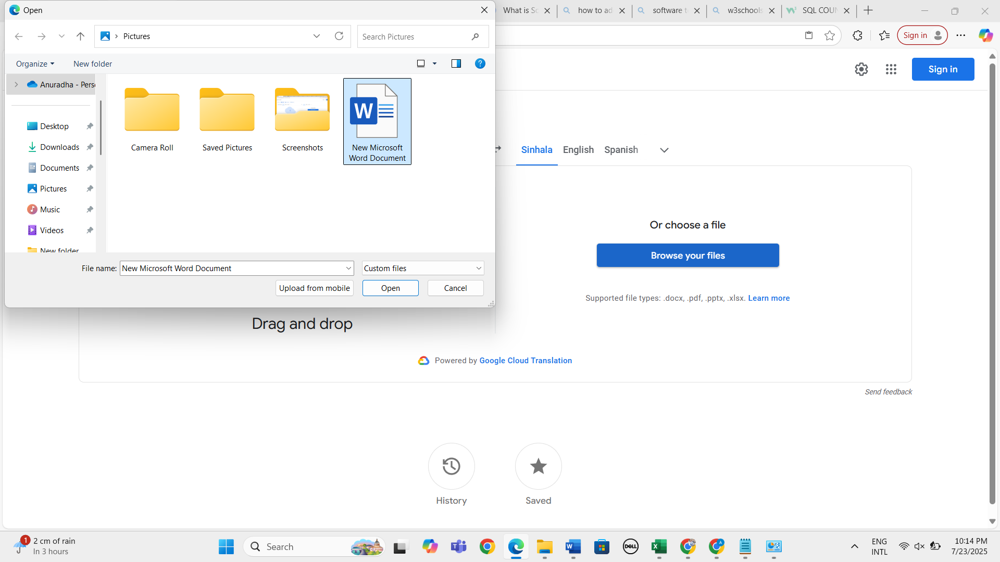 Open
What is Sc
how to ad
software t
w3schools
SQL COUN
Pictures
Search Pictures
Sign in
Organize
New folder
Sign in
Anuradha - Perso
Desktop
Downloads
Documents
Pictures
Music
Videos
New folder
Camera Roll
Saved Pictures
Screenshots
New Microsoft
Word Document
Sinhala
English
Spanish
Or choose a file
Browse your files
Supported file types: .docx, .pdf, .pptx, .xlsx. Learn more
File name:
New Microsoft Word Document
Custom files
Upload from mobile
Open
Cancel
Drag and drop
Powered by Google Cloud Translation
Send feedback
History
Saved
1
2 cm of rain
In 3 hours
Search
DELL
ENG
INTL
10:14 PM
7/23/2025